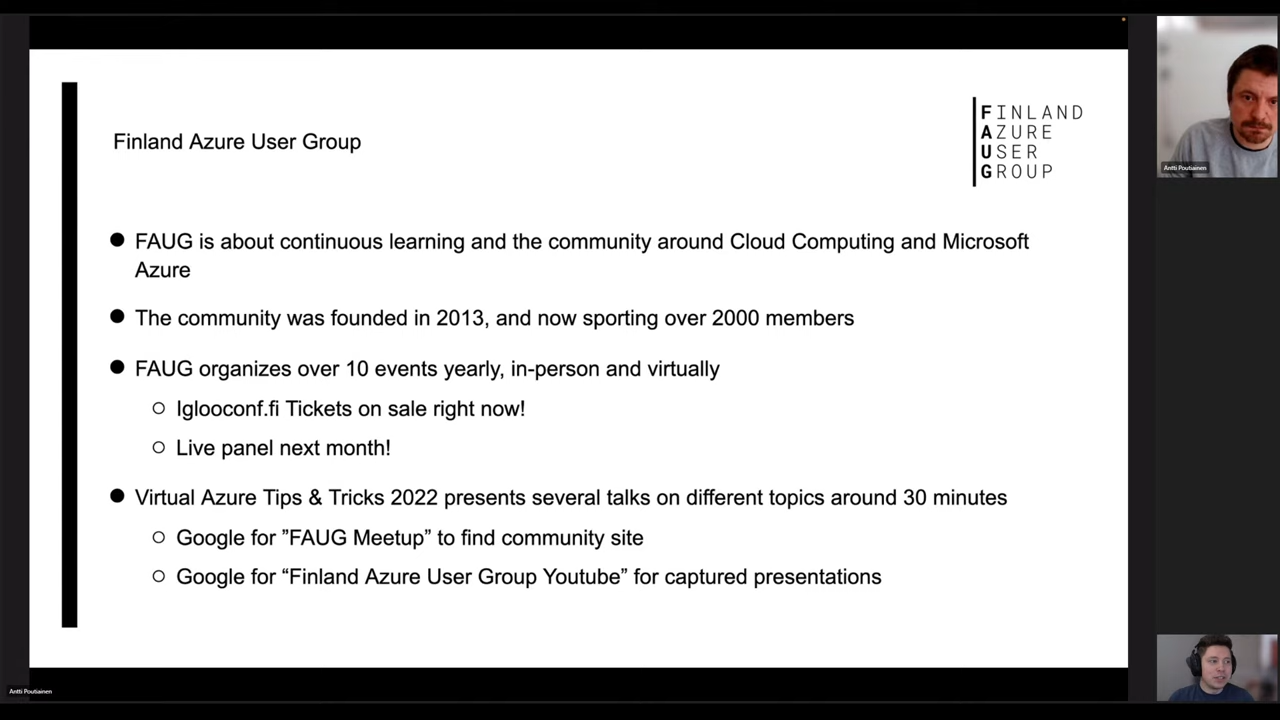 Finland Azure User Group
FINLAND
AZURE
USER
GROUP
● FAUG is about continuous learning and the community around Cloud Computing and Microsoft
Azure
● The community was founded in 2013, and now sporting over 2000 members
● FAUG organizes over 10 events yearly, in-person and virtually
○ Iglooconf.fi Tickets on sale right now!
○ Live panel next month!
● Virtual Azure Tips & Tricks 2022 presents several talks on different topics around 30 minutes
○ Google for ”FAUG Meetup” to find community site
○ Google for “Finland Azure User Group Youtube” for captured presentations
Antti Poutiainen
Antti Poutiainen